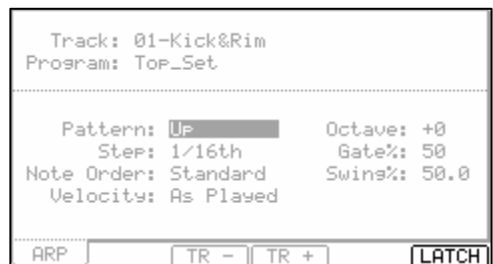 Track: 01-Kick&Rim
Program: Top_Set
Pattern: Up Octave: +0
Step: 1/16th Gate%: 50
Note Order: Standard Swing%: 50.0
Velocity: As Played
ARP TR - TR + LATCH